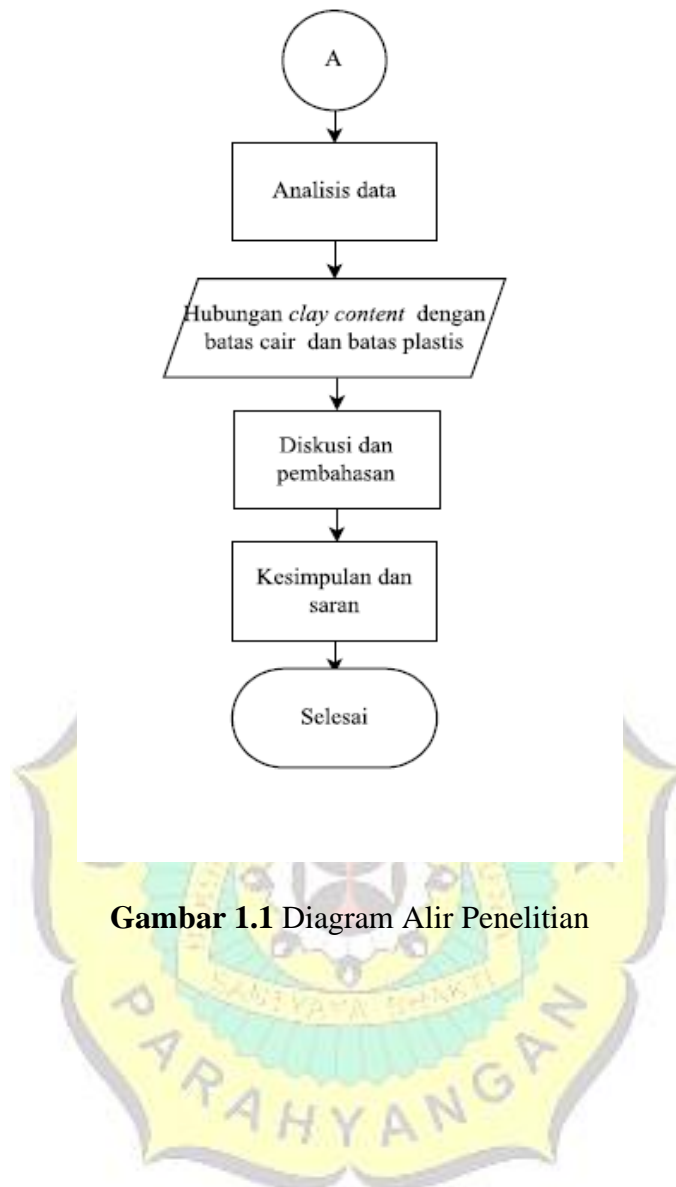 A
Analisis data
Hubungan clay content dengan
batas cair dan batas plastis
Diskusi dan
pembahasan
Kesimpulan dan
saran
Selesai
Gambar 1.1 Diagram Alir Penelitian
PARAHYANGAN